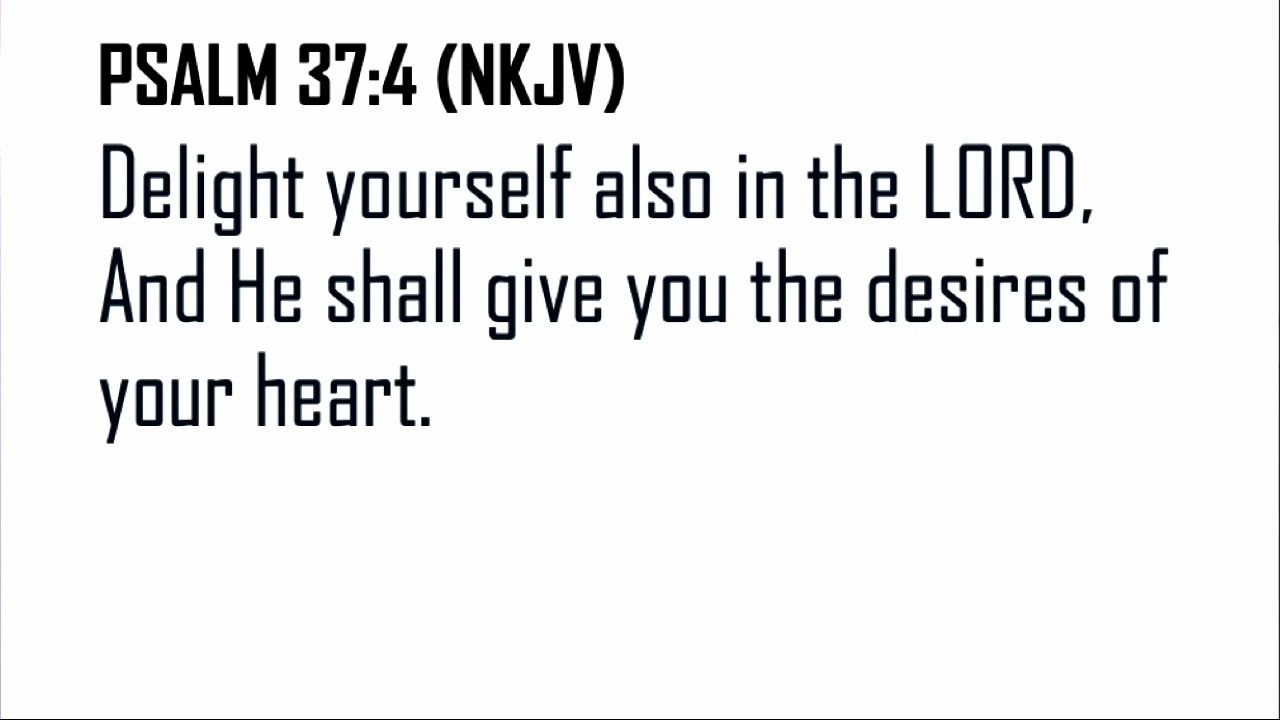 PSALM 37:4 (NKJV)
Delight yourself also in the LORD,
And He shall give you the desires of
your heart.